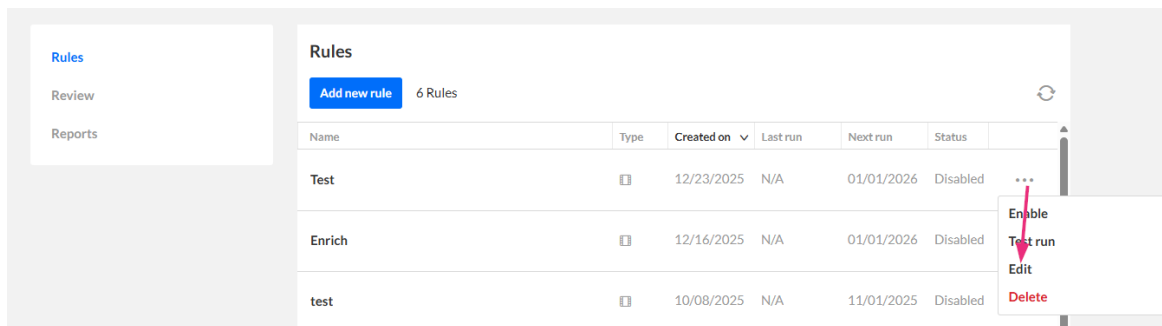 Rules
Review
Reports
Rules
Add new rule 6 Rules
Name Type Created on Last run Next run Status
Test 12/23/2025 N/A 01/01/2026 Disabled
Enable
Test run
Edit
Delete
Enrich 12/16/2025 N/A 01/01/2026 Disabled
test 10/08/2025 N/A 11/01/2025 Disabled